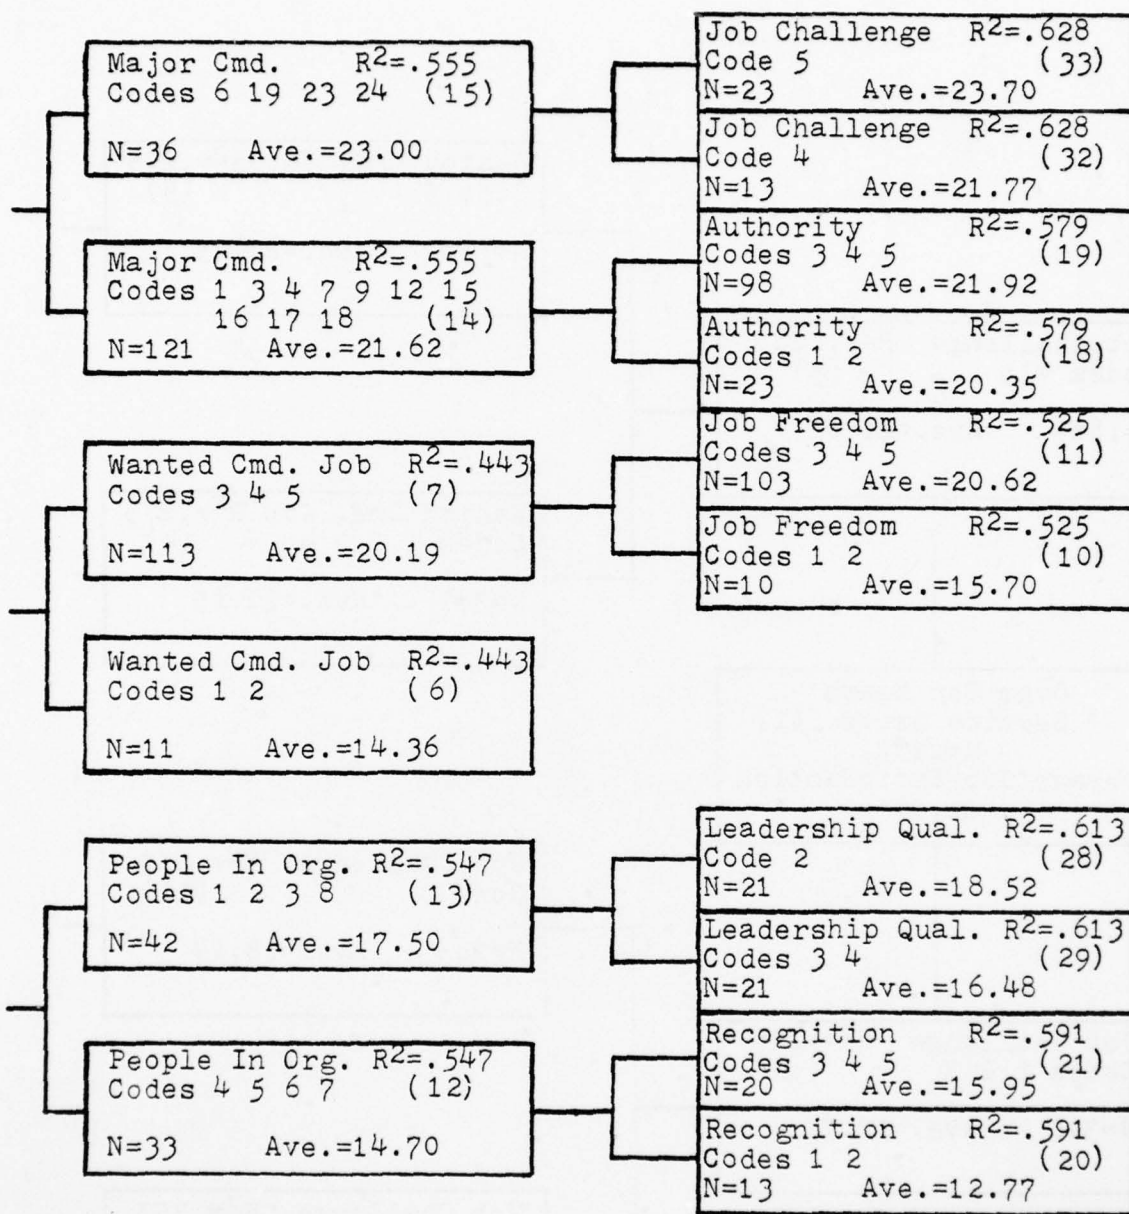 Major Cmd. R²=.555
Codes 6 19 23 24 (15)
N=36 Ave.=23.00
Major Cmd. R²=.555
Codes 1 3 4 7 9 12 15
16 17 18 (14)
N=121 Ave.=21.62
Wanted Cmd. Job R²=.443
Codes 3 4 5 (7)
N=113 Ave.=20.19
Wanted Cmd. Job R²=.443
Codes 1 2 (6)
N=11 Ave.=14.36
People In Org. R²=.547
Codes 1 2 3 8 (13)
N=42 Ave.=17.50
People In Org. R²=.547
Codes 4 5 6 7 (12)
N=33 Ave.=14.70
Job Challenge R²=.628
Code 5 (33)
N=23 Ave.=23.70
Job Challenge R²=.628
Code 4 (32)
N=13 Ave.=21.77
Authority R²=.579
Codes 3 4 5 (19)
N=98 Ave.=21.92
Authority R²=.579
Codes 1 2 (18)
N=23 Ave.=20.35
Job Freedom R²=.525
Codes 3 4 5 (11)
N=103 Ave.=20.62
Job Freedom R²=.525
Codes 1 2 (10)
N=10 Ave.=15.70
Leadership Qual. R²=.613
Code 2 (28)
N=21 Ave.=18.52
Leadership Qual. R²=.613
Codes 3 4 (29)
N=21 Ave.=16.48
Recognition R²=.591
Codes 3 4 5 (21)
N=20 Ave.=15.95
Recognition R²=.591
Codes 1 2 (20)
N=13 Ave.=12.77